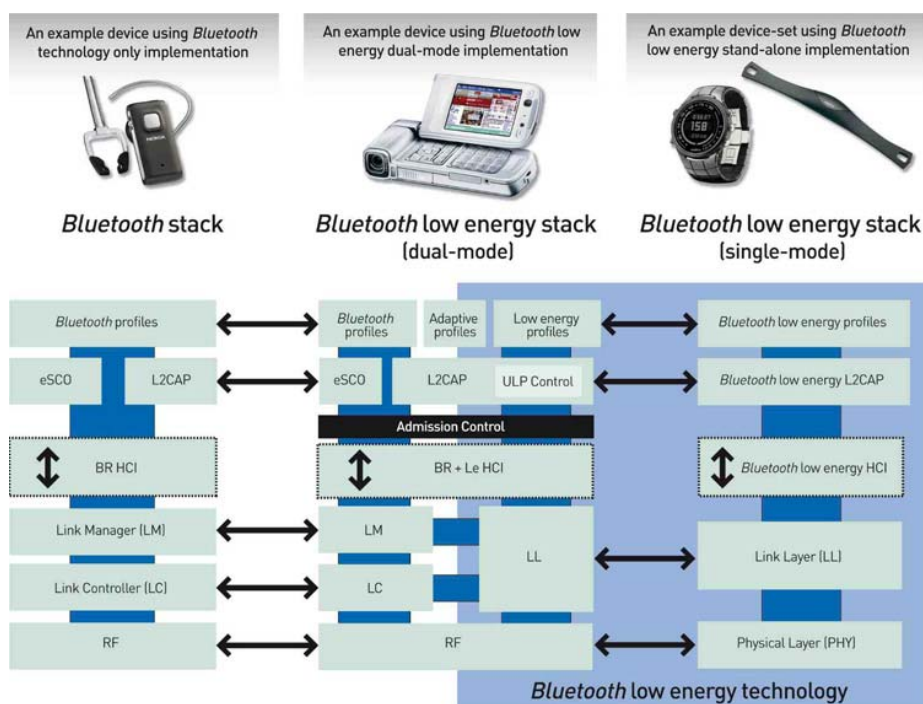 An example device using Bluetooth
technology only implementation
An example device using Bluetooth low
energy dual-mode implementation
An example device-set using Bluetooth
low energy stand-alone implementation
NOKIA
158
Bluetooth stack
Bluetooth low energy stack
(dual-mode)
Bluetooth low energy stack
(single-mode)
Bluetooth profiles
Bluetooth
profiles
Adaptive
profiles
Low energy
profiles
Bluetooth low energy profiles
eSCO
L2CAP
eSCO
L2CAP
ULP Control
Bluetooth low energy L2CAP
Admission Control
BR HCI
BR + Le HCI
Bluetooth low energy HCI
Link Manager (LM)
LM
LL
Link Layer (LL)
Link Controller (LC)
LC
RF
RF
Physical Layer (PHY)
Bluetooth low energy technology